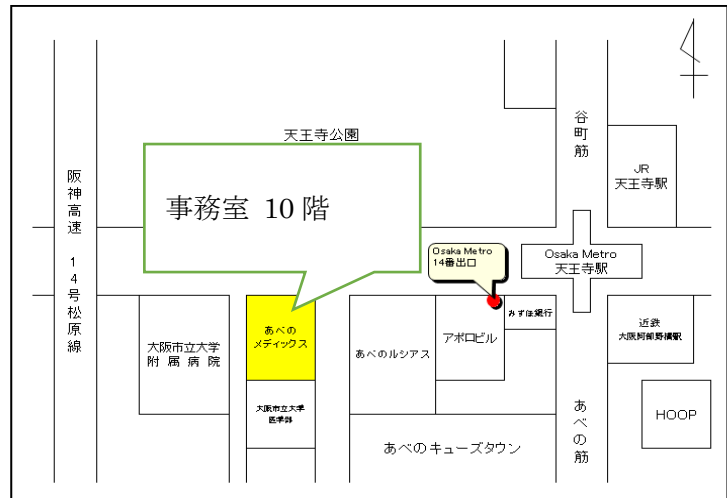 天王寺公園
谷町筋
JR
天王寺駅
阪神高速 14号松原線
事務室 10 階
Osaka Metro
14番出口
Osaka Metro
天王寺駅
みずほ銀行
近鉄
大阪阿部野橋駅
あべの
メディックス
大阪市立大学
附属病院
あべのルシアス
アポロビル
大阪市立大学
医学部
あべの筋
HOOP
あべのキューズタウン